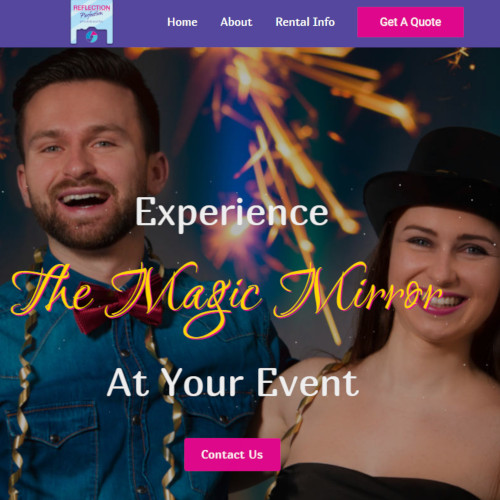 REFLECTION
Perfection
Home
About
Rental Info
Get A Quote
Experience
The Magic Mirror
At Your Event
Contact Us